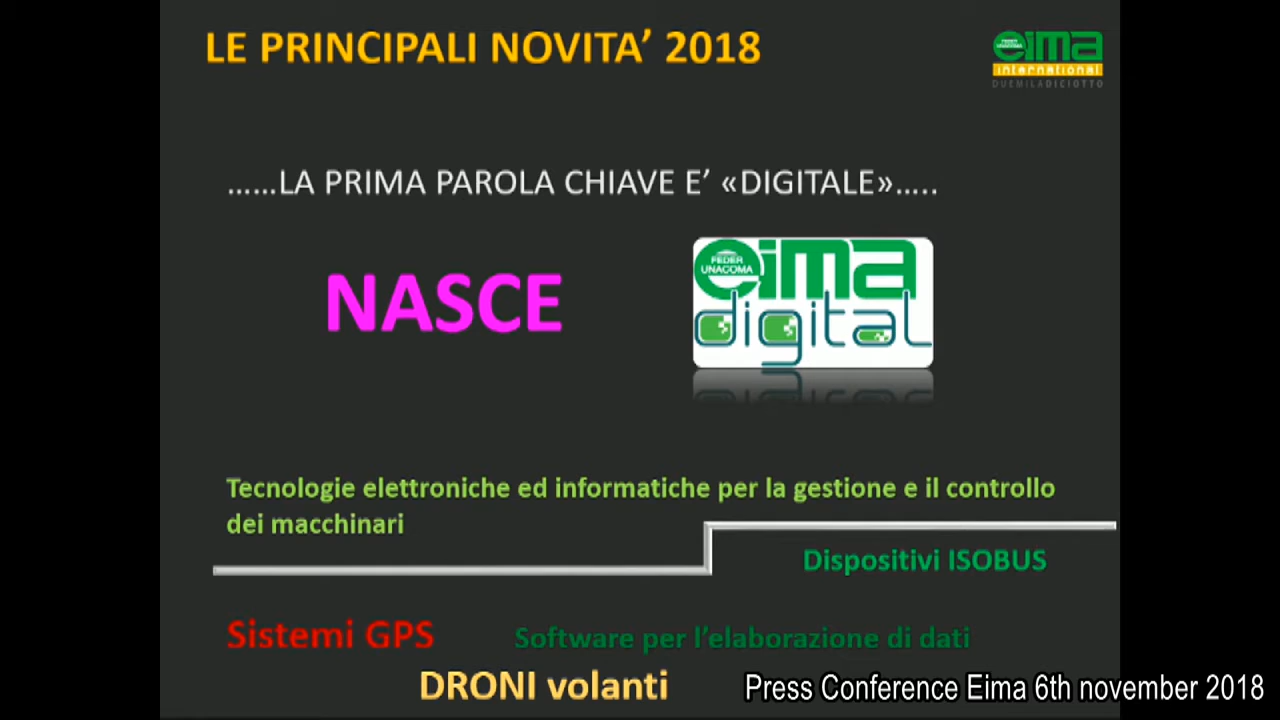 LE PRINCIPALI NOVITA’ 2018
FEDER
UNACOMA
eima
international
DUEMILADICIOTTO
……LA PRIMA PAROLA CHIAVE E’ «DIGITALE»…..
NASCE
FEDER
UNACOMA
eima
digital
Tecnologie elettroniche ed informatiche per la gestione e il controllo
dei macchinari
Dispositivi ISOBUS
Sistemi GPS
Software per l’elaborazione di dati
DRONI volanti
Press Conference Eima 6th november 2018